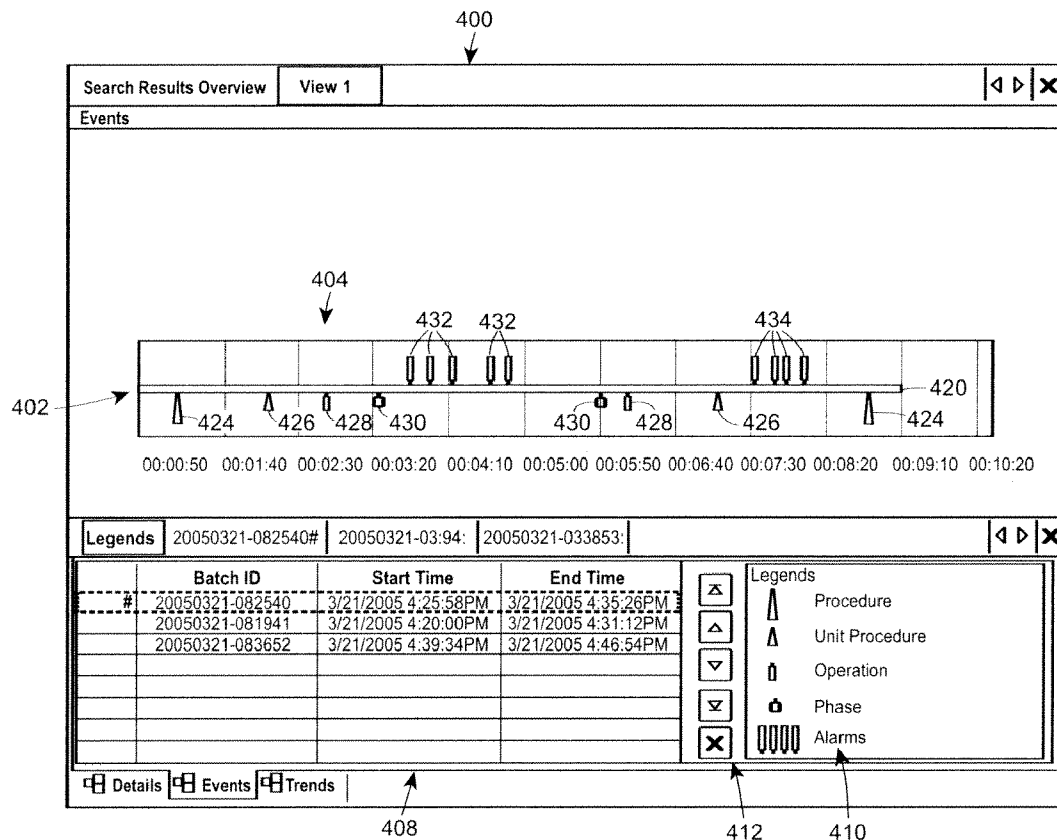 400
Search Results Overview View 1
Events
404
432 432 434
402
420
424 426 428 430 430 428 426 424
00:00:50 00:01:40 00:02:30 00:03:20 00:04:10 00:05:00 00:05:50 00:06:40 00:07:30 00:08:20 00:09:10 00:10:20
Legends 20050321-082540# 20050321-03:94: 20050321-033853:
Batch ID Start Time End Time
# 20050321-082540 3/21/2005 4:25:58PM 3/21/2005 4:35:26PM
20050321-081941 3/21/2005 4:20:00PM 3/21/2005 4:31:12PM
20050321-083652 3/21/2005 4:39:34PM 3/21/2005 4:46:54PM
Legends
Procedure
Unit Procedure
Operation
Phase
Alarms
Details Events Trends
408 412 410